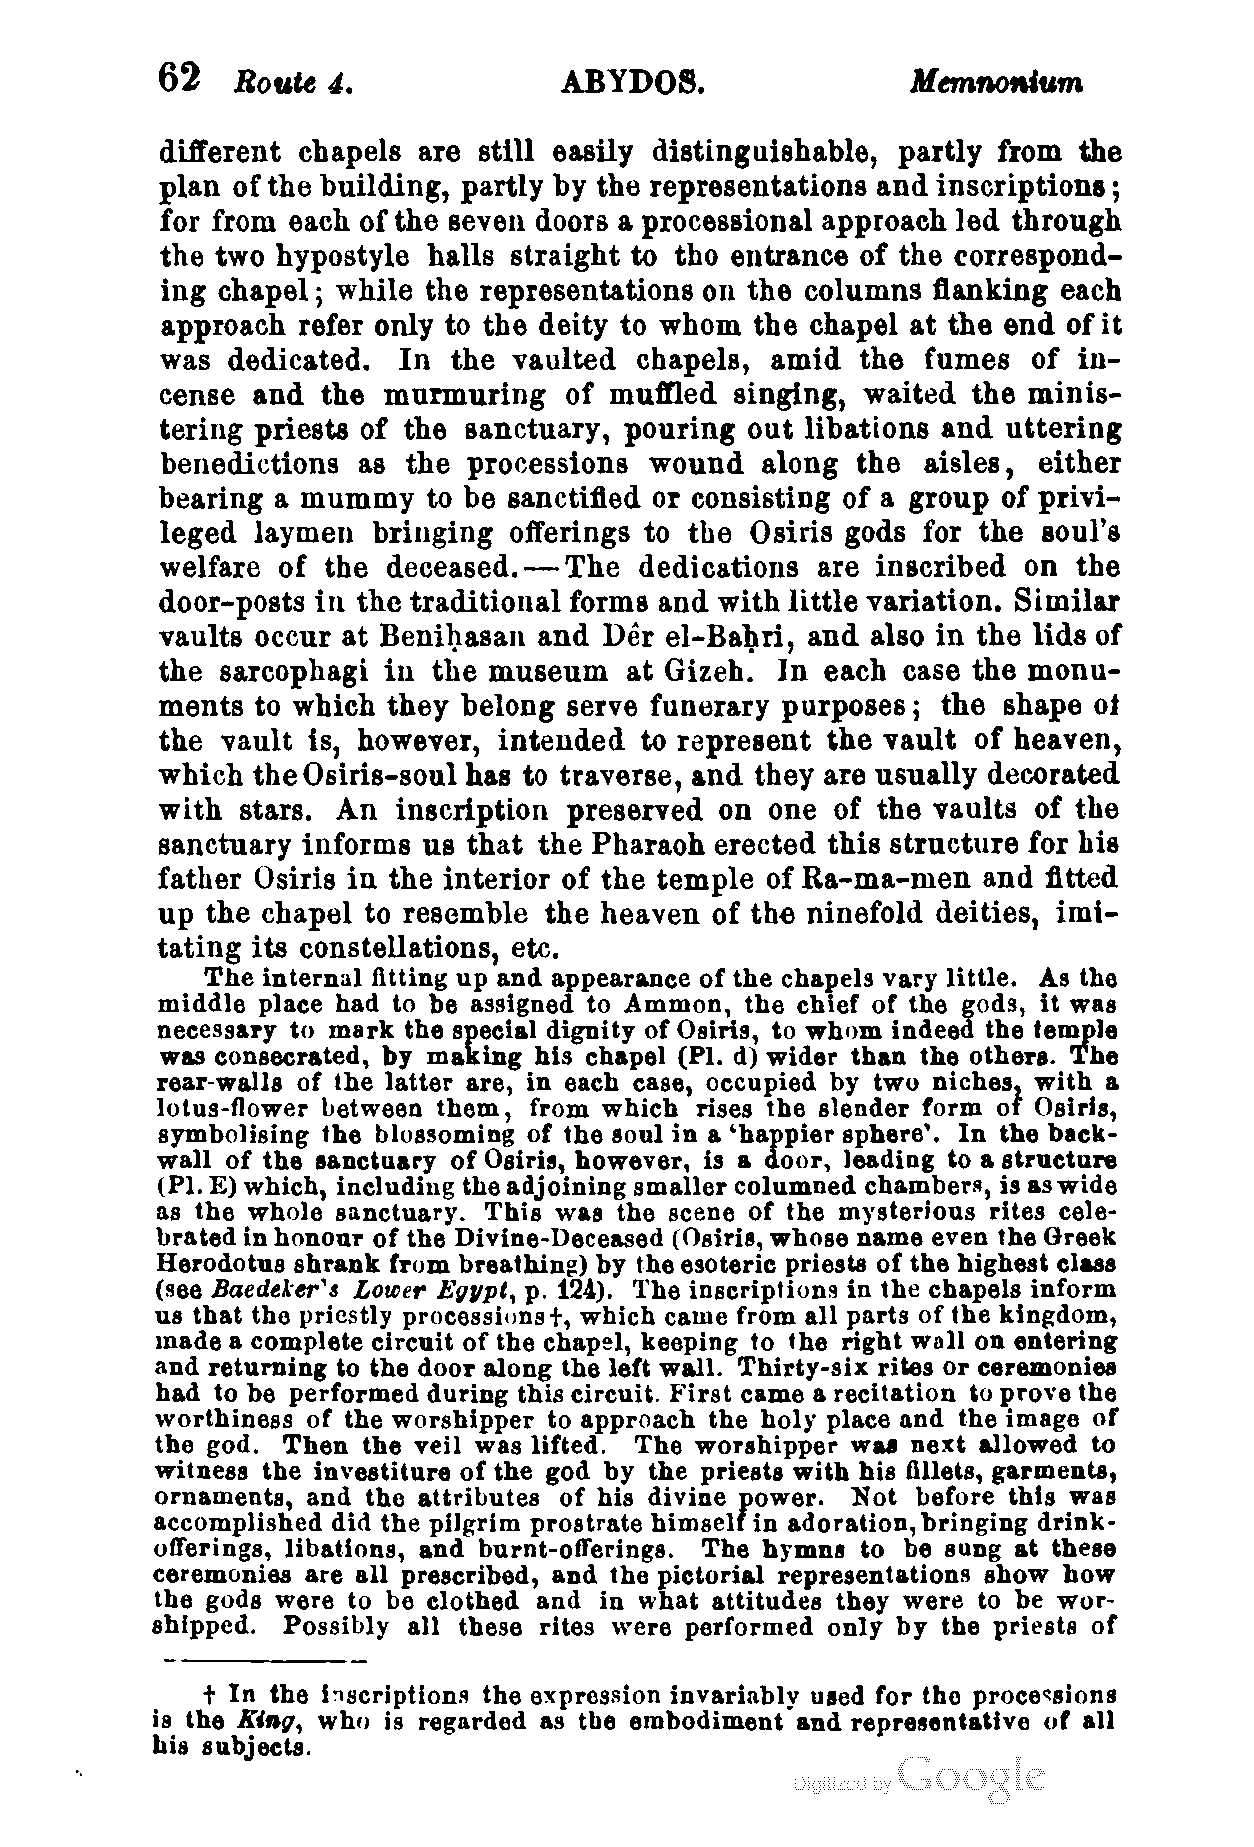 62 Route 4. ABYDOS. Memnonium
different chapels are still easily distinguishable, partly from the
plan of the building, partly by the representations and inscriptions;
for from each of the seven doors a processional approach led through
the two hypostyle halls straight to tho entrance of the correspond-
ing chapel; while the representations on the columns flanking each
approach refer only to the deity to whom the chapel at the end of it
was dedicated. In the vaulted chapels, amid the fumes of in-
cense and the murmuring of muffled singing, waited the minis-
tering priests of the sanctuary, pouring out libations and uttering
benedictions as the processions wound along the aisles, either
bearing a mummy to be sanctified or consisting of a group of privi-
leged laymen bringing offerings to the Osiris gods for the soul's
welfare of the deceased. — The dedications are inscribed on the
door-posts in the traditional forms and with little variation. Similar
vaults occur at Beniḥasan and Dêr el-Baḥri, and also in the lids of
the sarcophagi in the museum at Gizeh. In each case the monu-
ments to which they belong serve funerary purposes; the shape of
the vault is, however, intended to represent the vault of heaven,
which the Osiris-soul has to traverse, and they are usually decorated
with stars. An inscription preserved on one of the vaults of the
sanctuary informs us that the Pharaoh erected this structure for his
father Osiris in the interior of the temple of Ra-ma-men and fitted
up the chapel to resemble the heaven of the ninefold deities, imi-
tating its constellations, etc.
The internal fitting up and appearance of the chapels vary little. As the
middle place had to be assigned to Ammon, the chief of the gods, it was
necessary to mark the special dignity of Osiris, to whom indeed the temple
was consecrated, by making his chapel (Pl. d) wider than the others. The
rear-walls of the latter are, in each case, occupied by two niches, with a
lotus-flower between them, from which rises the slender form of Osiris,
symbolising the blossoming of the soul in a 'happier sphere'. In the back-
wall of the sanctuary of Osiris, however, is a door, leading to a structure
(Pl. E) which, including the adjoining smaller columned chambers, is as wide
as the whole sanctuary. This was the scene of the mysterious rites cele-
brated in honour of the Divine-Deceased (Osiris, whose name even the Greek
Herodotus shrank from breathing) by the esoteric priests of the highest class
(see Baedeker's Lower Egypt, p. 124). The inscriptions in the chapels inform
us that the priestly processions†, which came from all parts of the kingdom,
made a complete circuit of the chapel, keeping to the right wall on entering
and returning to the door along the left wall. Thirty-six rites or ceremonies
had to be performed during this circuit. First came a recitation to prove the
worthiness of the worshipper to approach the holy place and the image of
the god. Then the veil was lifted. The worshipper was next allowed to
witness the investiture of the god by the priests with his fillets, garments,
ornaments, and the attributes of his divine power. Not before this was
accomplished did the pilgrim prostrate himself in adoration, bringing drink-
offerings, libations, and burnt-offerings. The hymns to be sung at these
ceremonies are all prescribed, and the pictorial representations show how
the gods were to be clothed and in what attitudes they were to be wor-
shipped. Possibly all these rites were performed only by the priests of
† In the inscriptions the expression invariably used for the processions
is the King, who is regarded as the embodiment and representative of all
his subjects.
Digitized by Google